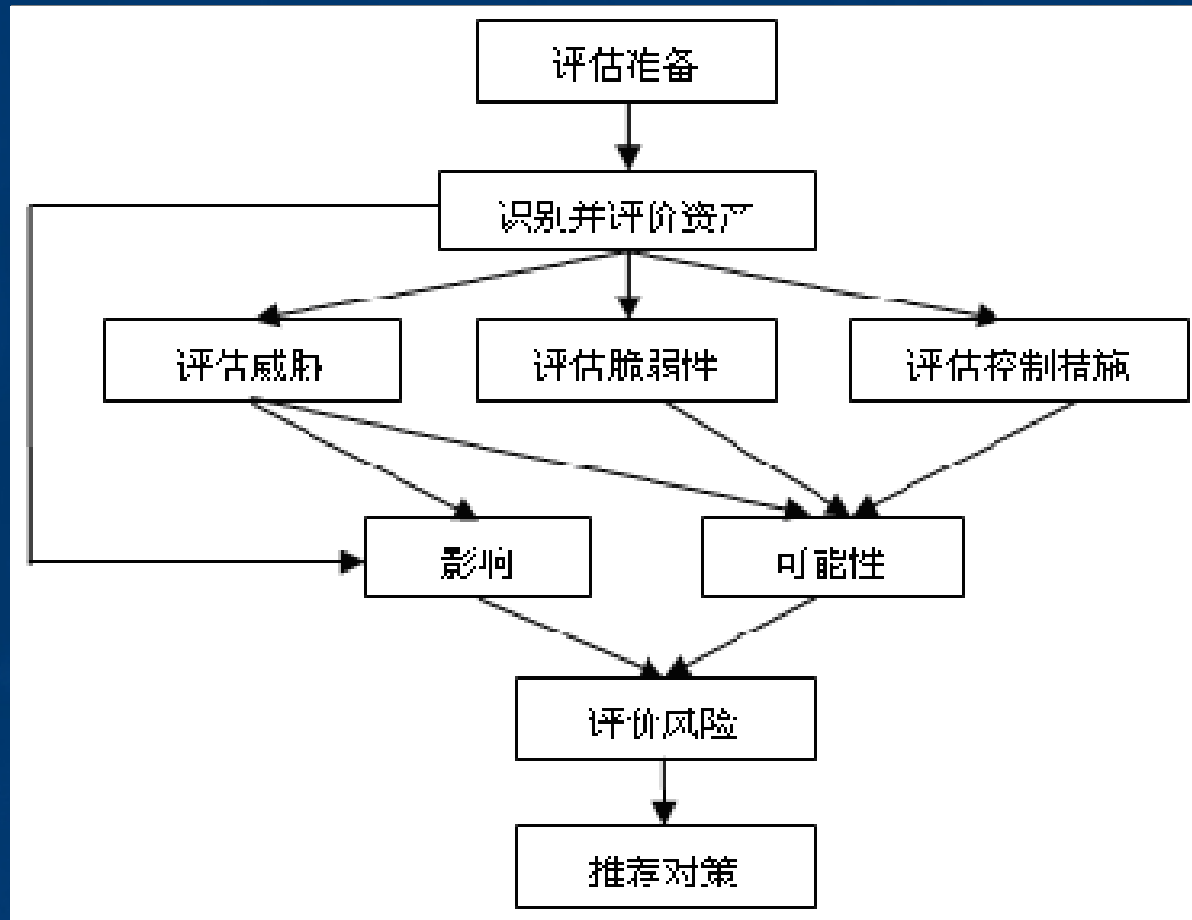 评估准备
识别并评价资产
评估威胁
评估脆弱性
评估控制措施
影响
可能性
评价风险
推荐对策